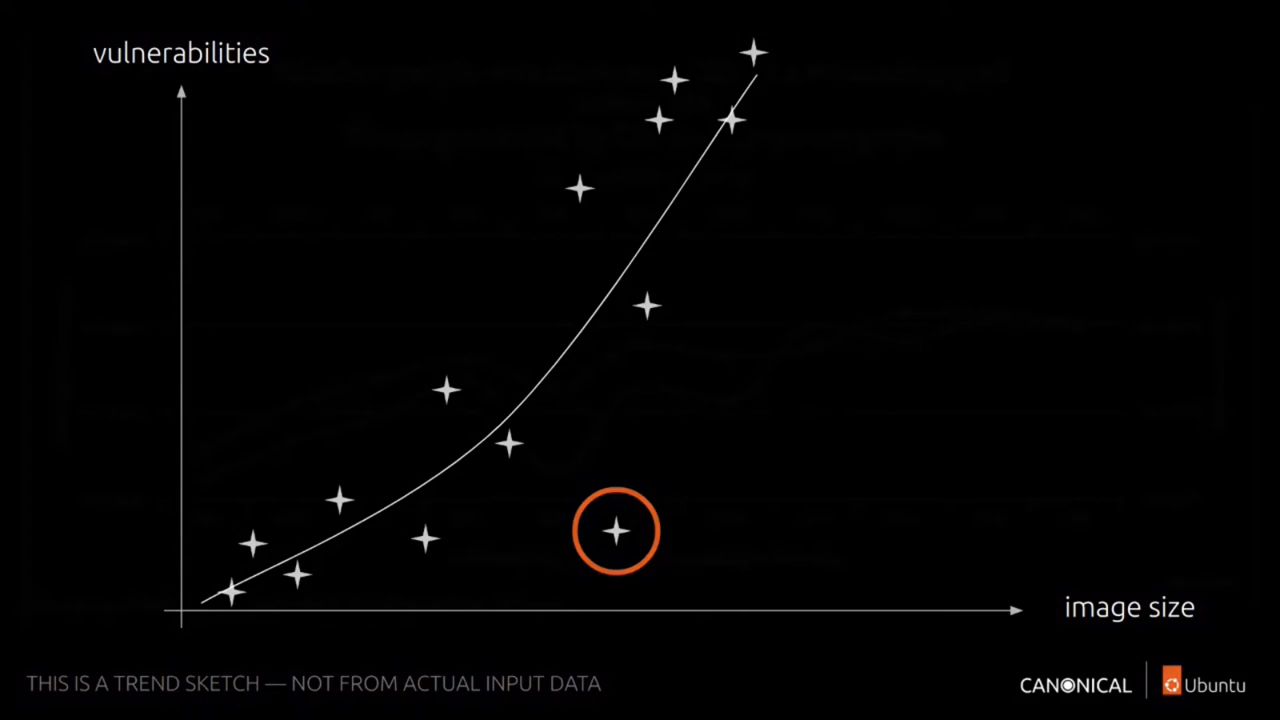 vulnerabilities
image size
THIS IS A TREND SKETCH — NOT FROM ACTUAL INPUT DATA
CANONICAL
Ubuntu